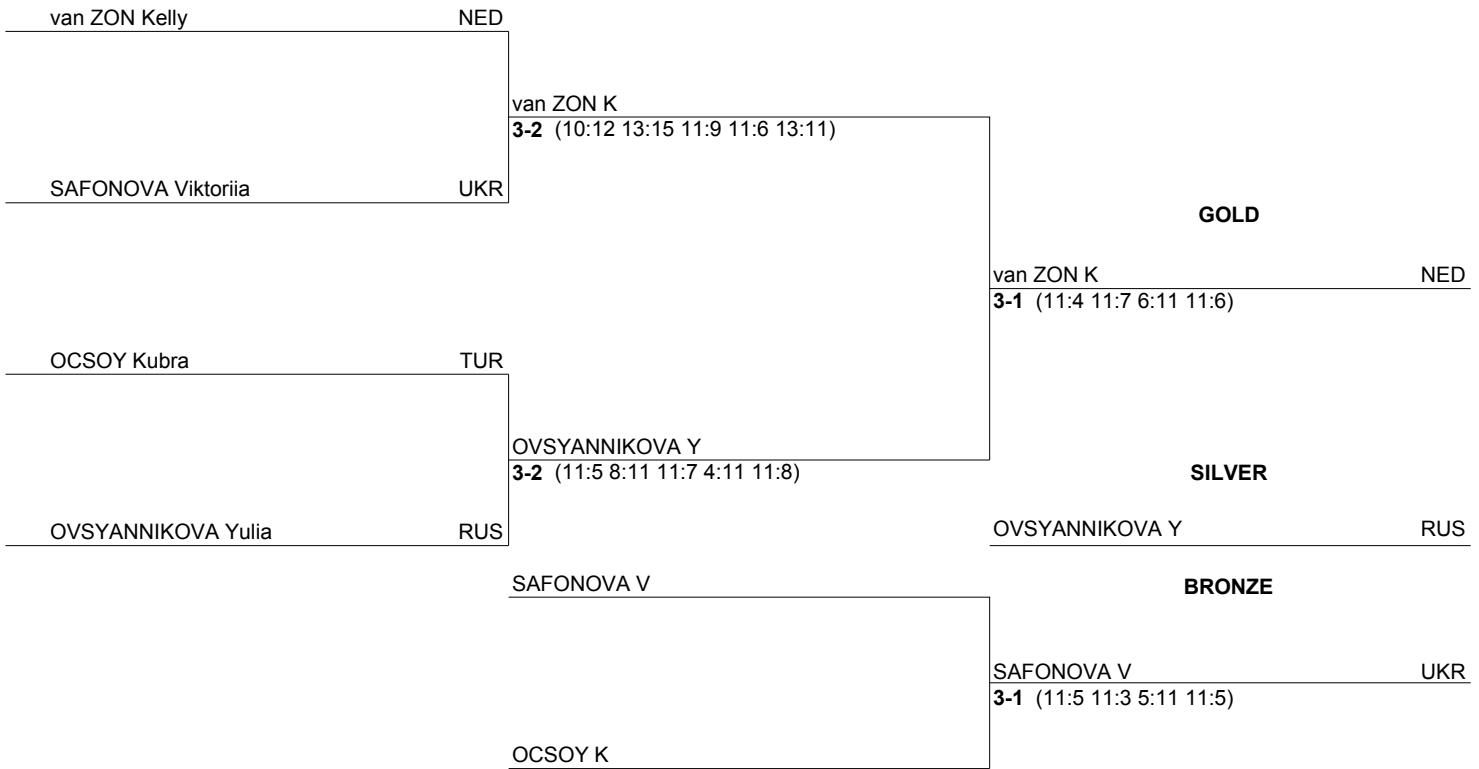 van ZON Kelly NED
van ZON K
3-2 (10:12 13:15 11:9 11:6 13:11)
SAFONOVA Viktoriia UKR
GOLD
van ZON K NED
3-1 (11:4 11:7 6:11 11:6)
OCSOY Kubra TUR
OVSYANNIKOVA Y
3-2 (11:5 8:11 11:7 4:11 11:8)
SILVER
OVSYANNIKOVA Yulia RUS
OVSYANNIKOVA Y RUS
SAFONOVA V
BRONZE
SAFONOVA V UKR
3-1 (11:5 11:3 5:11 11:5)
OCSOY K